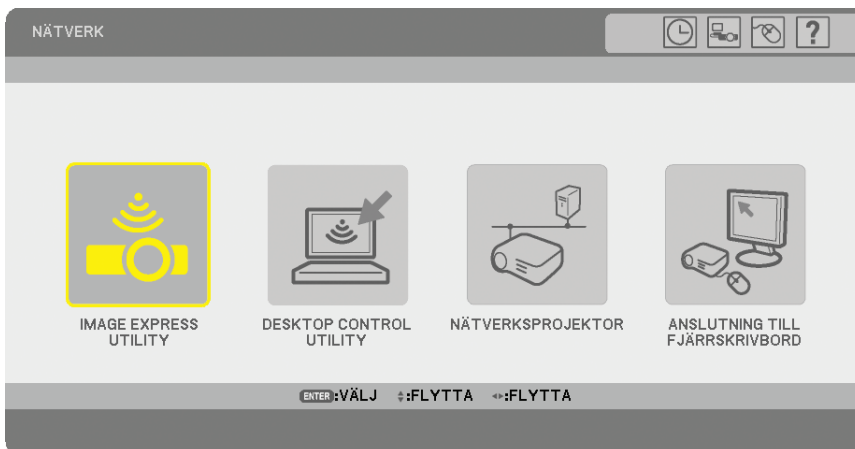 NÄTVERK
?
IMAGE EXPRESS
UTILITY
DESKTOP CONTROL
UTILITY
NÄTVERKSPROJEKTOR
ANSLUTNING TILL
FJÄRRSKRIVBORD
ENTER:VÄLJ :FLYTTA :FLYTTA